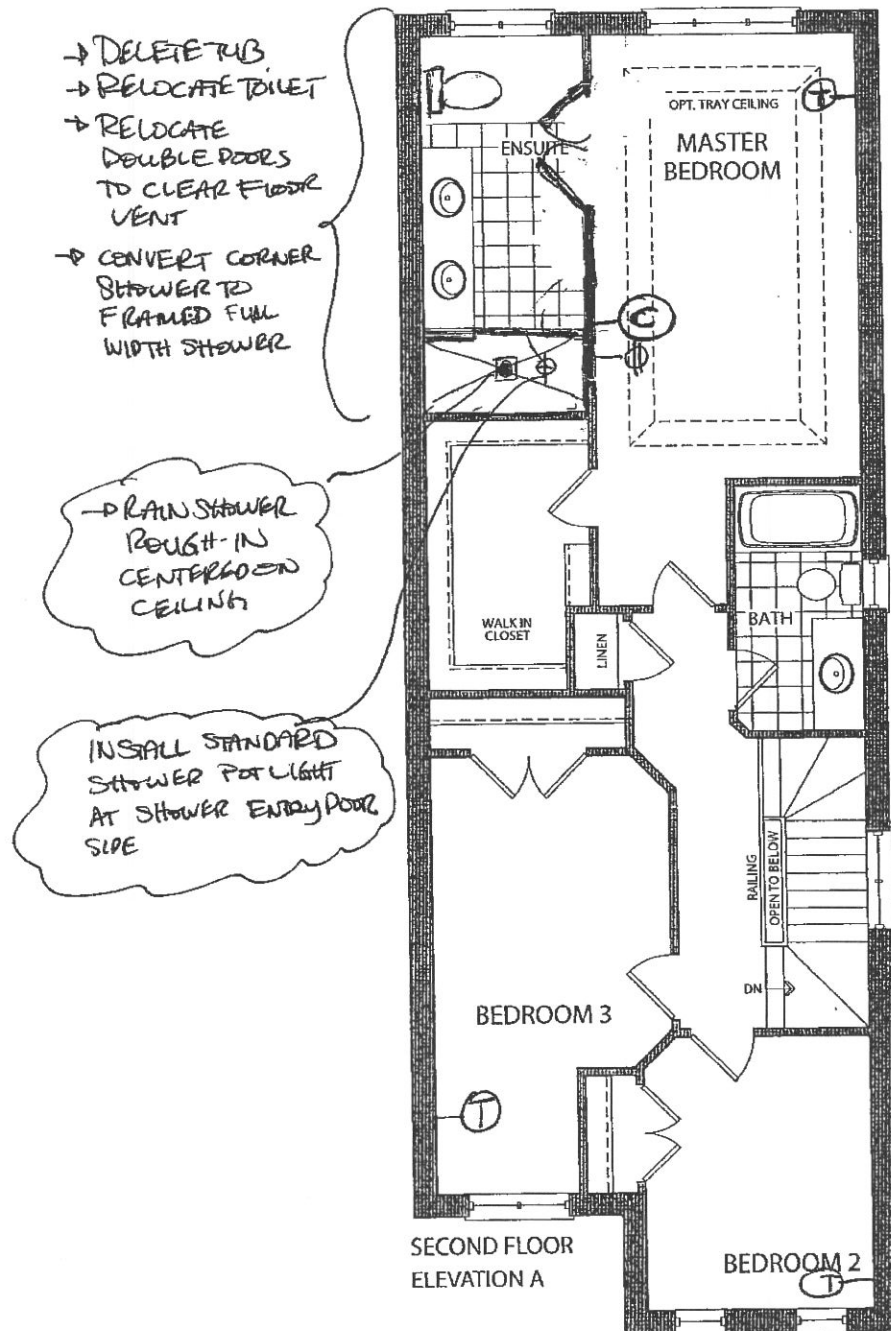 → DELETE TUB
→ RELOCATE TOILET
→ RELOCATE
DOUBLE DOORS
TO CLEAR FLOOR
VENT
→ CONVERT CORNER
SHOWER TO
FRAMED FULL
WIDTH SHOWER
→ RAIN SHOWER
ROUGH-IN
CENTERED ON
CEILING
INSTALL STANDARD
SHOWER POT LIGHT
AT SHOWER ENTRY DOOR
SIDE
ENSUITE
OPT. TRAY CEILING
T
MASTER
BEDROOM
C
WALK IN
CLOSET
LINEN
BATH
RAILING
OPEN TO BELOW
DN
BEDROOM 3
T
BEDROOM 2
T
SECOND FLOOR
ELEVATION A